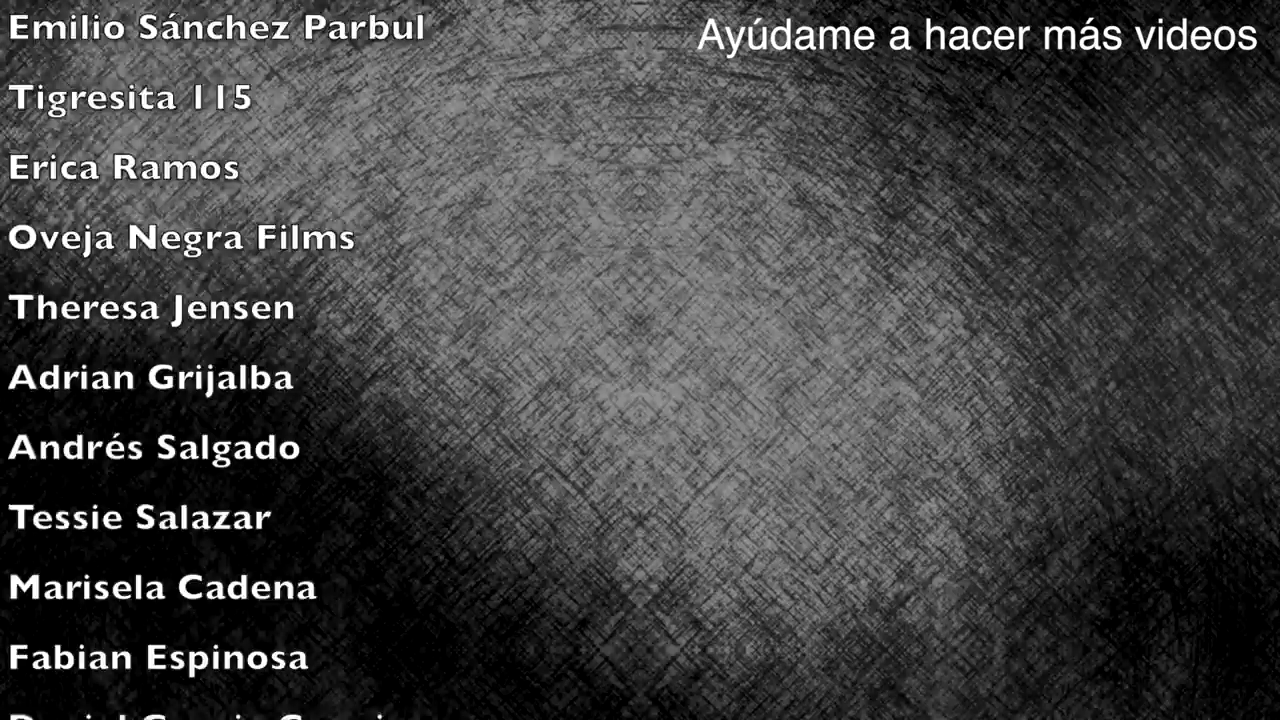 Emilio Sánchez Parbul
Ayúdame a hacer más videos
Tigresita 115
Erica Ramos
Oveja Negra Films
Theresa Jensen
Adrian Grijalba
Andrés Salgado
Tessie Salazar
Marisela Cadena
Fabian Espinosa